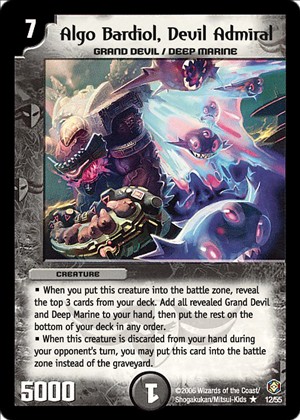 7
Algo Bardiol, Devil Admiral
GRAND DEVIL / DEEP MARINE
CREATURE
■ When you put this creature into the battle zone, reveal
the top 3 cards from your deck. Add all revealed Grand Devil
and Deep Marine to your hand, then put the rest on the
bottom of your deck in any order.
■ When this creature is discarded from your hand
during your opponent's turn, you may put this card into the
battle zone instead of the graveyard.
5000
1
©2006 Wizards of the Coast/
Shogakukan/Mitsui-Kids ★ 12/55